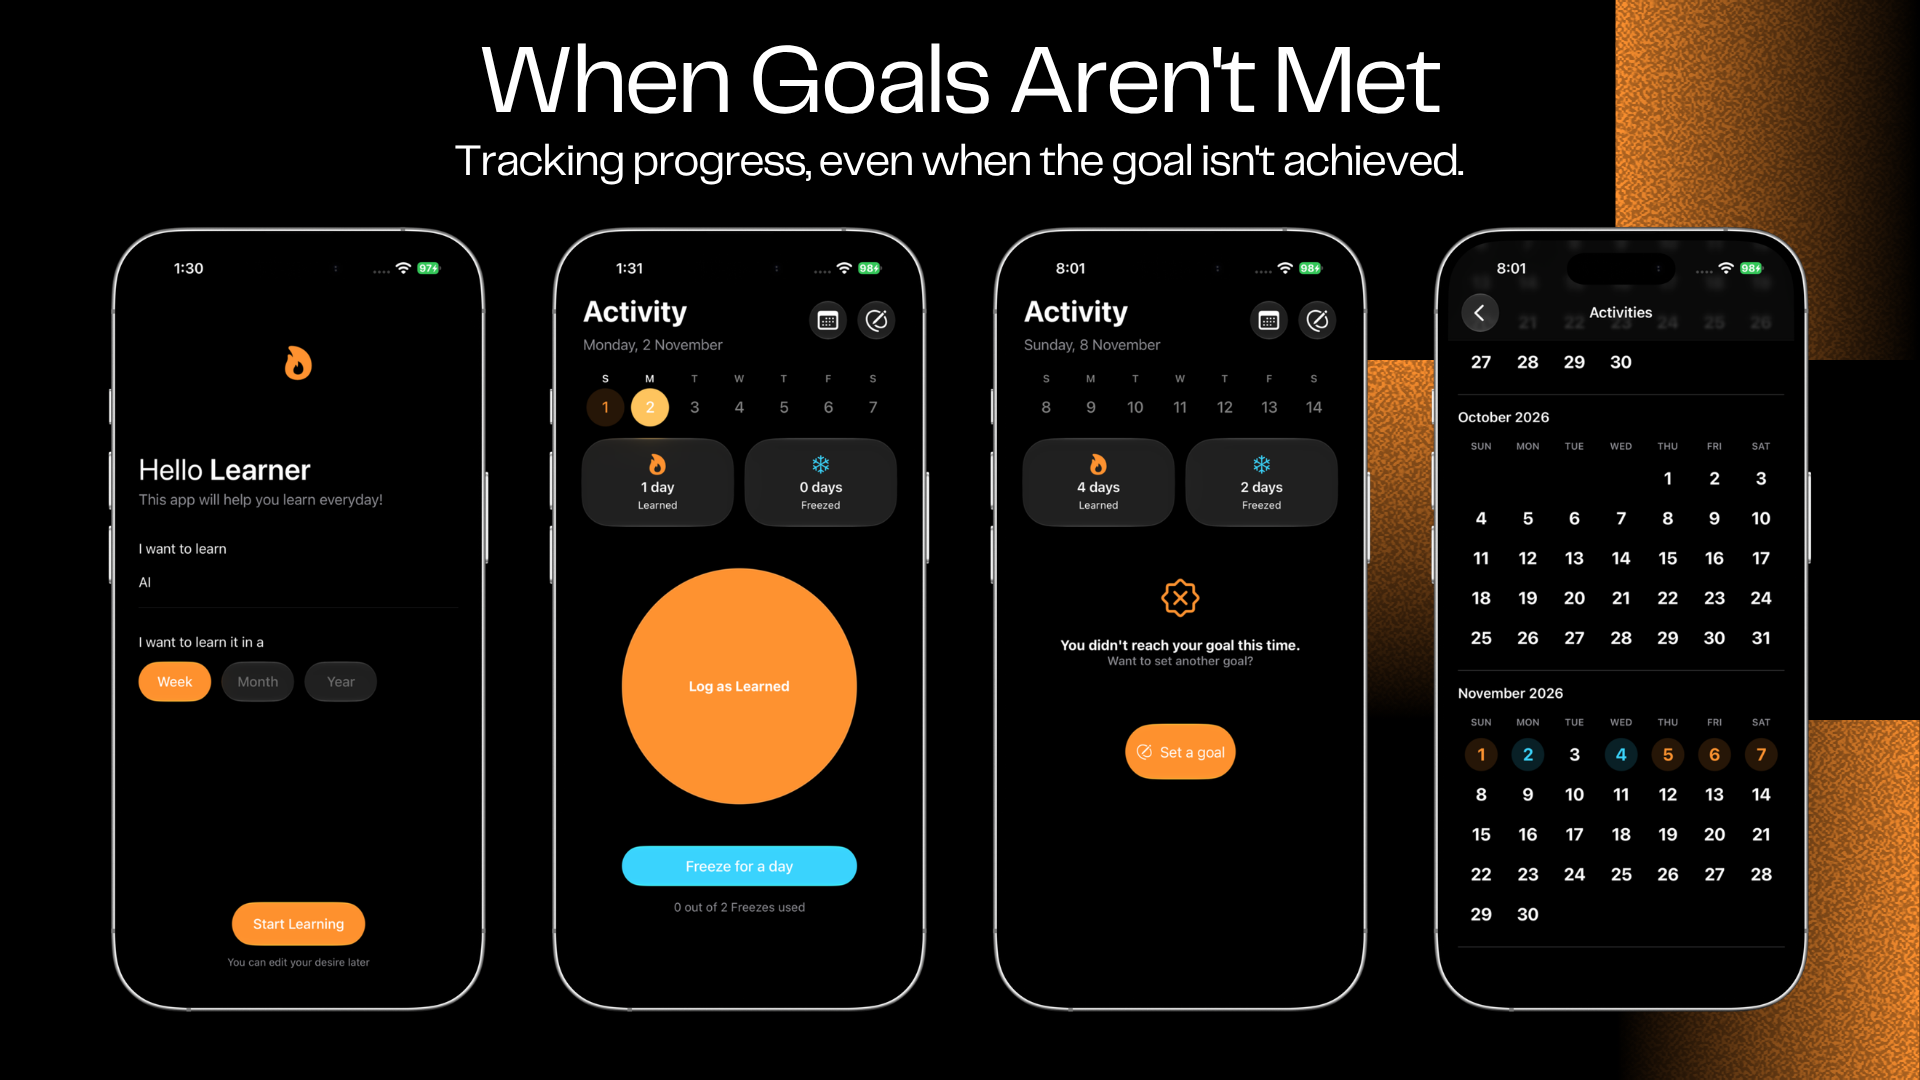 When Goals Aren't Met
Tracking progress, even when the goal isn't achieved.
1:30
97
Hello Learner
This app will help you learn everyday!
I want to learn
AI
I want to learn it in a
Week Month Year
Start Learning
You can edit your desire later
1:31
98
Activity
Monday, 2 November
S M T W T F S
1 2 3 4 5 6 7
1 day
Learned
0 days
Freezed
Log as Learned
Freeze for a day
0 out of 2 Freezes used
8:01
98
Activity
Sunday, 8 November
S M T W T F S
8 9 10 11 12 13 14
4 days
Learned
2 days
Freezed
You didn't reach your goal this time.
Want to set another goal?
Set a goal
8:01
98
Activities
21 22 23 24 25 26
27 28 29 30
October 2026
SUN MON TUE WED THU FRI SAT
1 2 3
4 5 6 7 8 9 10
11 12 13 14 15 16 17
18 19 20 21 22 23 24
25 26 27 28 29 30 31
November 2026
SUN MON TUE WED THU FRI SAT
1 2 3 4 5 6 7
8 9 10 11 12 13 14
15 16 17 18 19 20 21
22 23 24 25 26 27 28
29 30